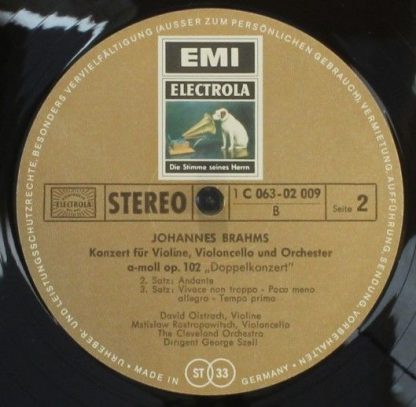 URHEBER- UND LEISTUNGSSCHUTZRECHTE, BESONDERS VERVIELFÄLTIGUNG (AUSSER ZUM PERSÖNLICHEN GEBRAUCH), VERMIETUNG, AUFFÜHRUNG, SENDUNG VORBEHALTEN
EMI
ELECTROLA
Die Stimme seines Herrn
ELECTROLA
STEREO
1 C 063-02 009
B
Seite 2
JOHANNES BRAHMS
Konzert für Violine, Violoncello und Orchester
a-moll op. 102 „Doppelkonzert"
2. Satz: Andante
3. Satz: Vivace non troppo - Poco meno
allegro - Tempo primo
David Oistrach, Violine
Mstislaw Rostropowitsch, Violoncello
The Cleveland Orchestra
Dirigent George Szell
MADE IN
ST 33
GERMANY